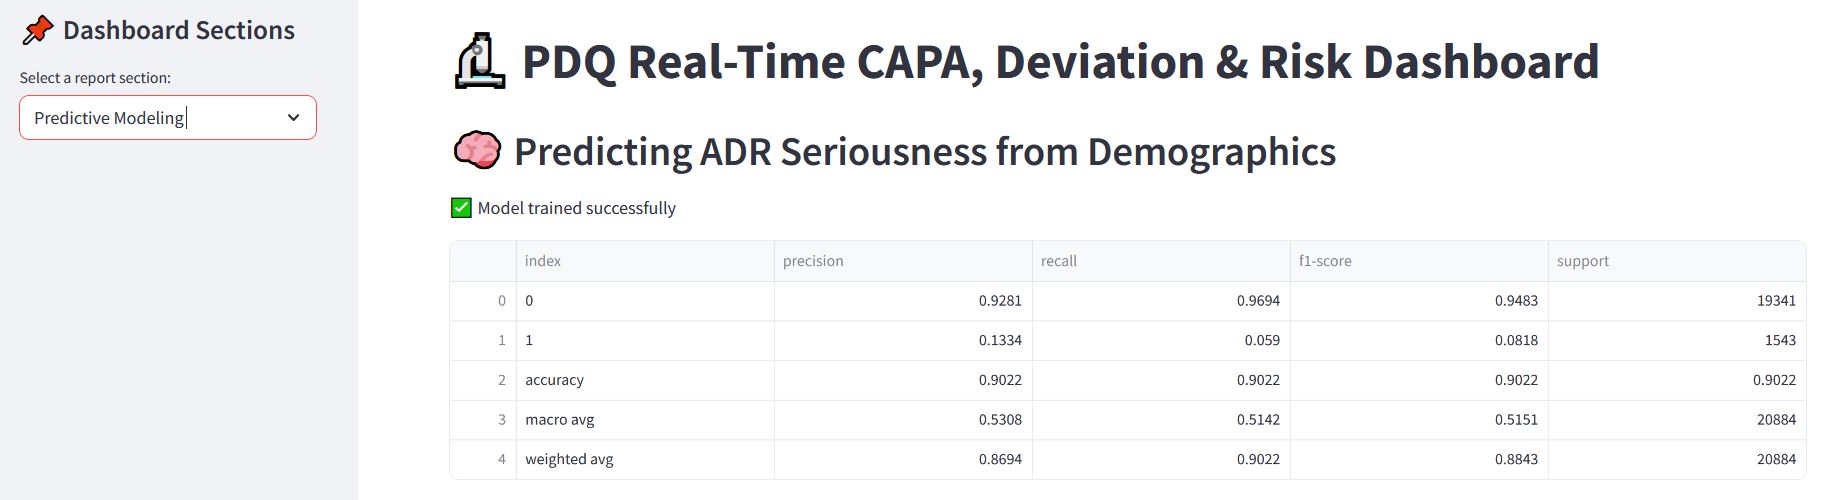 Dashboard Sections
Select a report section:
Predictive Modeling
PDQ Real-Time CAPA, Deviation & Risk Dashboard
Predicting ADR Seriousness from Demographics
Model trained successfully
index precision recall f1-score support
0 0 0.9281 0.9694 0.9483 19341
1 1 0.1334 0.059 0.0818 1543
2 accuracy 0.9022 0.9022 0.9022 0.9022
3 macro avg 0.5308 0.5142 0.5151 20884
4 weighted avg 0.8694 0.9022 0.8843 20884